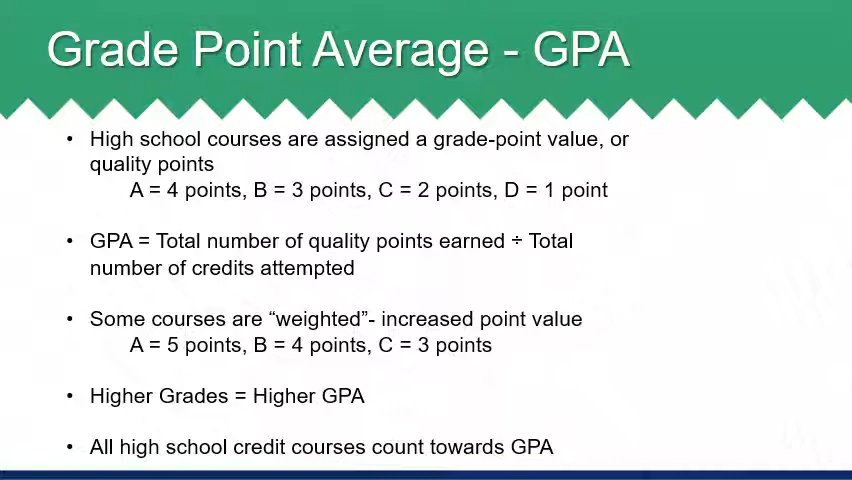 Grade Point Average - GPA
• High school courses are assigned a grade-point value, or
quality points
A = 4 points, B = 3 points, C = 2 points, D = 1 point
• GPA = Total number of quality points earned ÷ Total
number of credits attempted
• Some courses are “weighted”- increased point value
A = 5 points, B = 4 points, C = 3 points
• Higher Grades = Higher GPA
• All high school credit courses count towards GPA